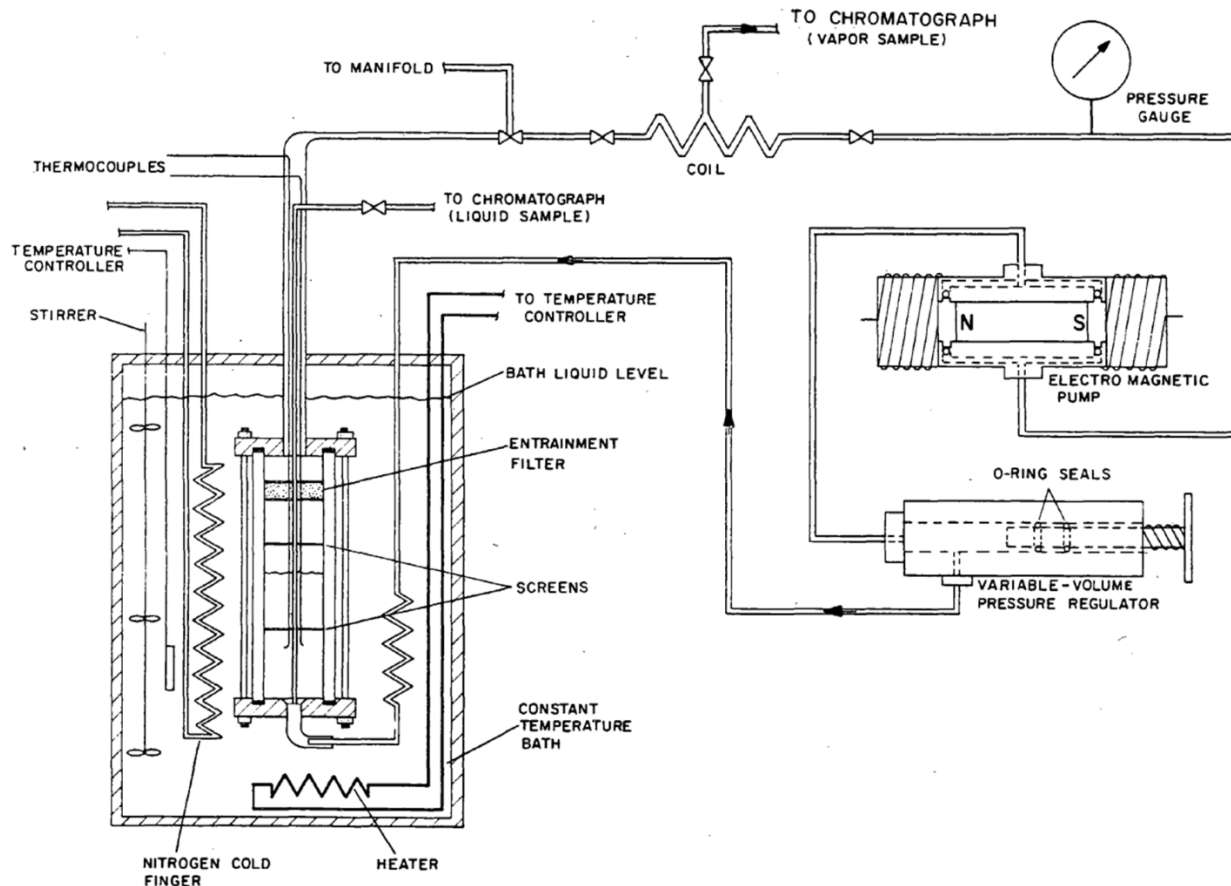 TO CHROMATOGRAPH
(VAPOR SAMPLE)
TO MANIFOLD
PRESSURE
GAUGE
COIL
THERMOCOUPLES
TO CHROMATOGRAPH
(LIQUID SAMPLE)
TEMPERATURE
CONTROLLER
STIRRER
TO TEMPERATURE
CONTROLLER
N S
ELECTRO MAGNETIC
PUMP
BATH LIQUID LEVEL
ENTRAINMENT
FILTER
O-RING SEALS
SCREENS
VARIABLE-VOLUME
PRESSURE REGULATOR
CONSTANT
TEMPERATURE
BATH
NITROGEN COLD
FINGER
HEATER